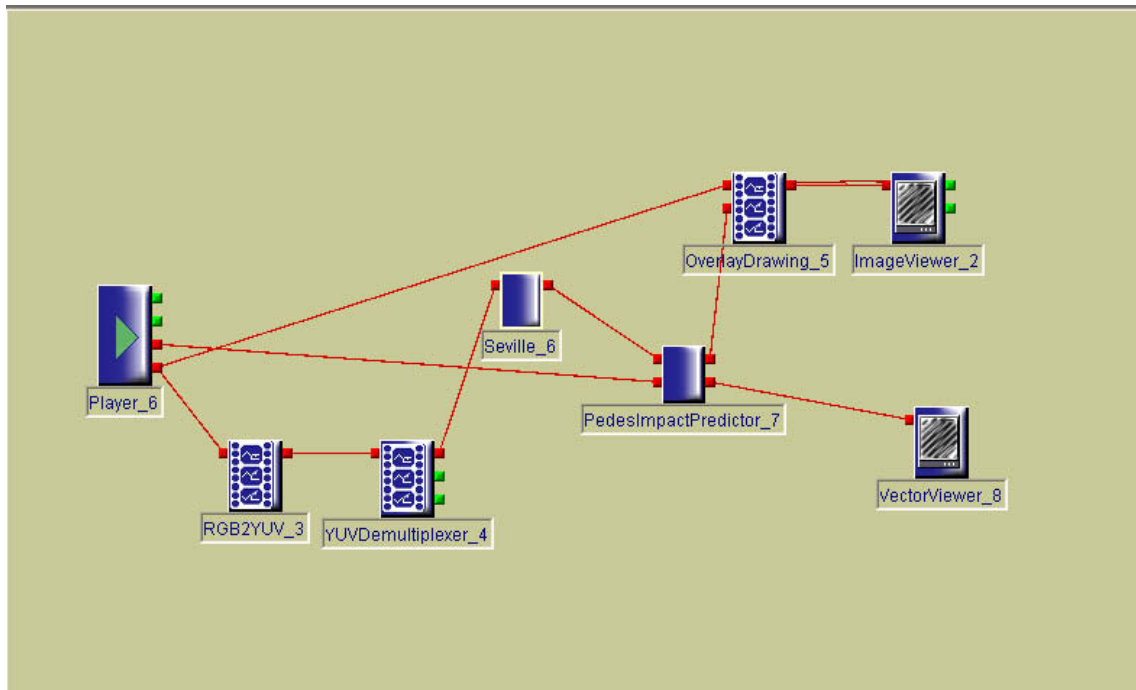 OverlayDrawing_5
ImageViewer_2
Seville_6
Player_6
PedesImpactPredictor_7
VectorViewer_8
RGB2YUV_3
YUVDemultiplexer_4